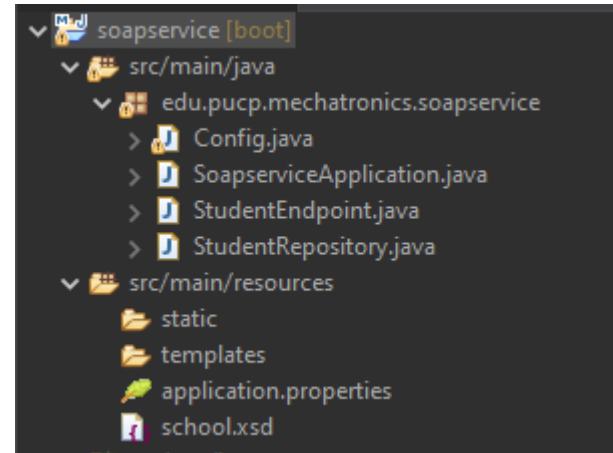 soapservice [boot]
src/main/java
edu.pucp.mechatronics.soapservice
Config.java
SoapserviceApplication.java
StudentEndpoint.java
StudentRepository.java
src/main/resources
static
templates
application.properties
school.xsd